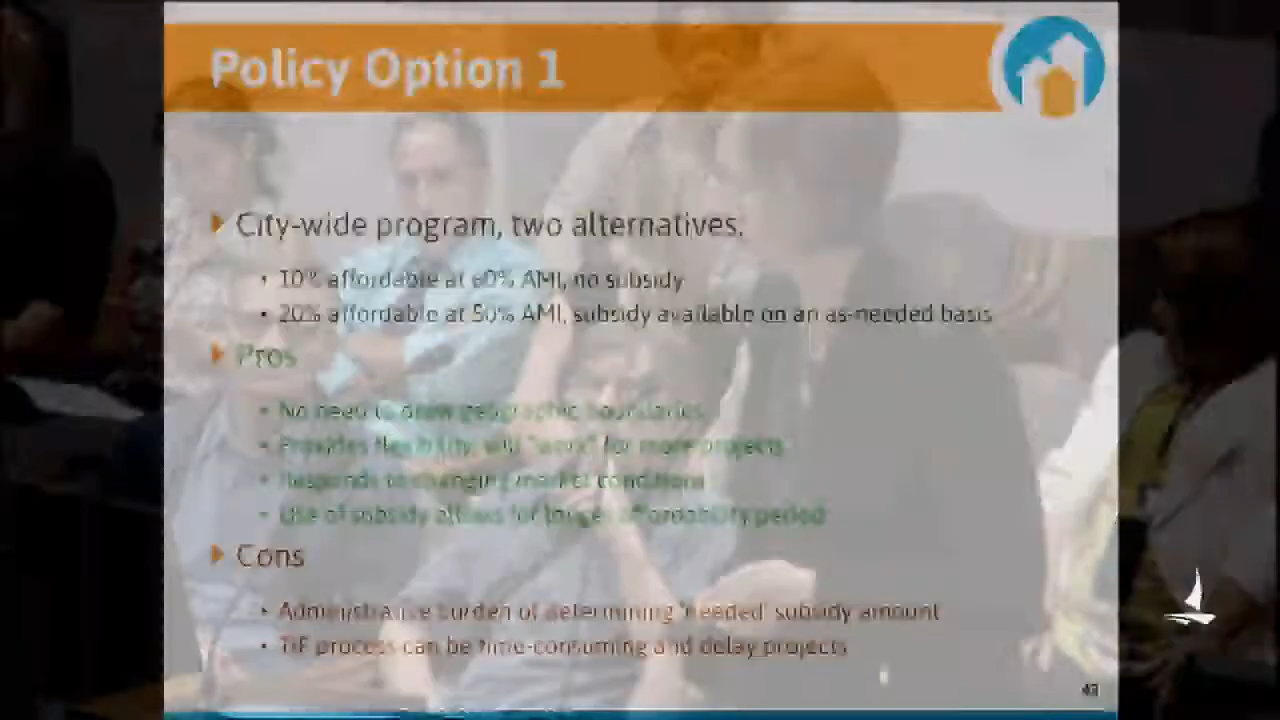 Policy Option 1
City-wide program, two alternatives.
10% affordable at 60% AMI, no subsidy
20% affordable at 50% AMI, subsidy available on an as-needed basis
Pros
No need to draw geographic boundaries
Provides flexibility, will "work" for more projects
Responds to changing market conditions
Use of subsidy allows for longer affordability period
Cons
Administrative burden of determining 'needed' subsidy amount
TIF process can be time-consuming and delay projects
43